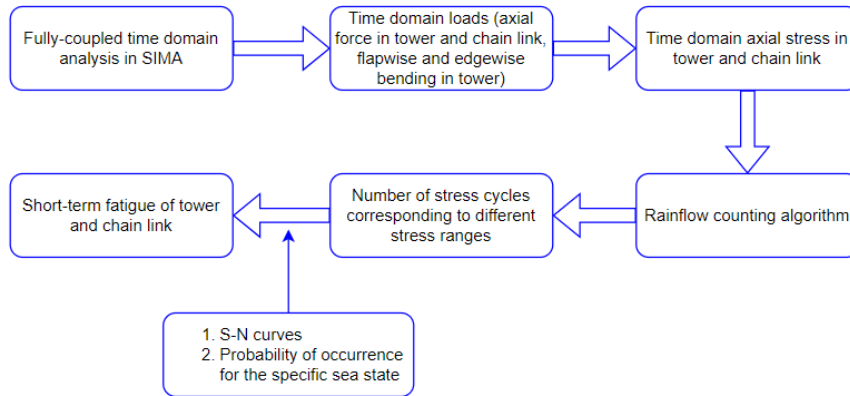 Fully-coupled time domain
analysis in SIMA
Time domain loads (axial
force in tower and chain link,
flapwise and edgewise
bending in tower)
Time domain axial stress in
tower and chain link
Rainflow counting algorithm
Number of stress cycles
corresponding to different
stress ranges
Short-term fatigue of tower
and chain link
1. S-N curves
2. Probability of occurrence
for the specific sea state